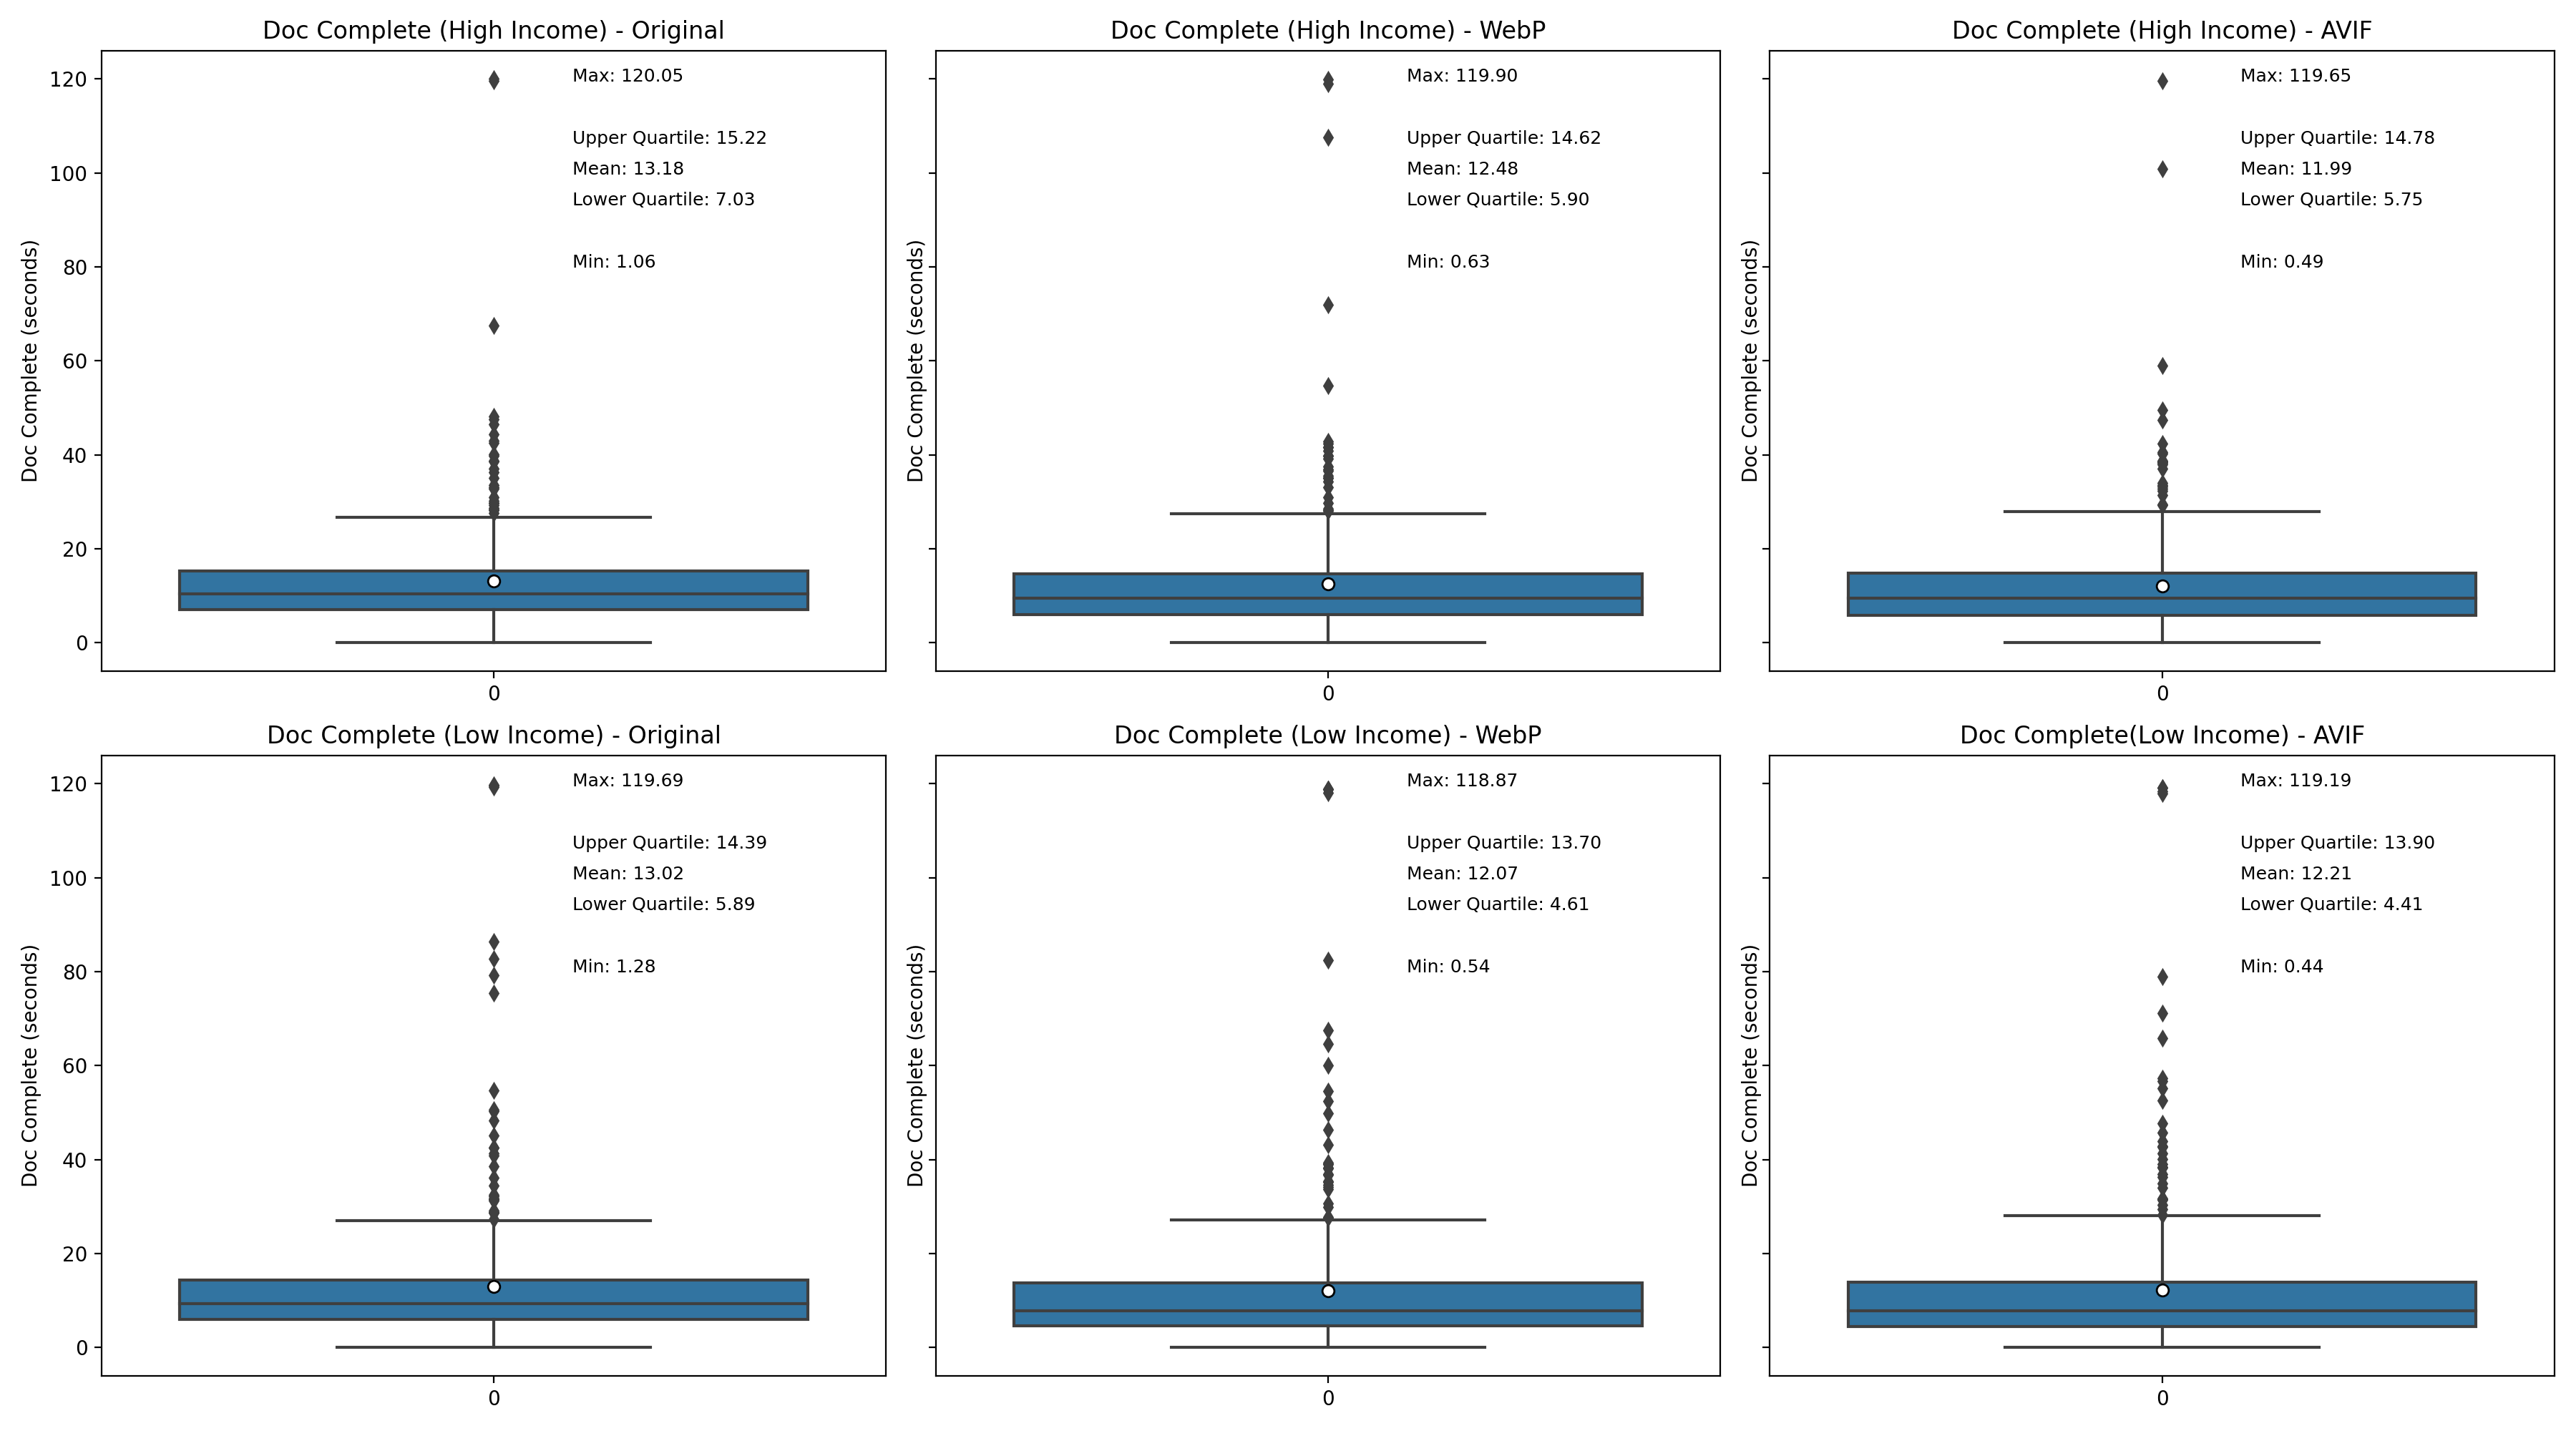 Doc Complete (High Income) - Original
Doc Complete (High Income) - WebP
Doc Complete (High Income) - AVIF
Doc Complete (seconds)
120
100
80
60
40
20
0
Max: 120.05
Upper Quartile: 15.22
Mean: 13.18
Lower Quartile: 7.03
Min: 1.06
0
Doc Complete (seconds)
Max: 119.90
Upper Quartile: 14.62
Mean: 12.48
Lower Quartile: 5.90
Min: 0.63
0
Doc Complete (seconds)
Max: 119.65
Upper Quartile: 14.78
Mean: 11.99
Lower Quartile: 5.75
Min: 0.49
0
Doc Complete (Low Income) - Original
Doc Complete (Low Income) - WebP
Doc Complete(Low Income) - AVIF
Doc Complete (seconds)
120
100
80
60
40
20
0
Max: 119.69
Upper Quartile: 14.39
Mean: 13.02
Lower Quartile: 5.89
Min: 1.28
0
Doc Complete (seconds)
Max: 118.87
Upper Quartile: 13.70
Mean: 12.07
Lower Quartile: 4.61
Min: 0.54
0
Doc Complete (seconds)
Max: 119.19
Upper Quartile: 13.90
Mean: 12.21
Lower Quartile: 4.41
Min: 0.44
0